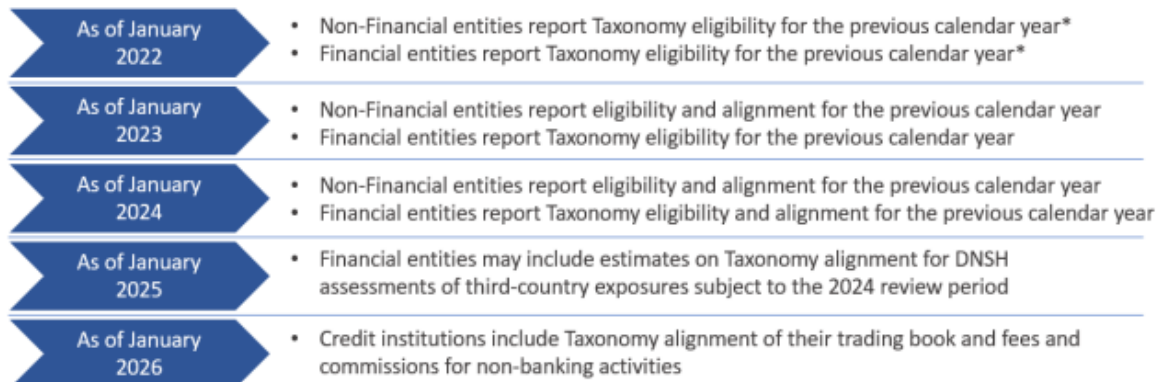 As of January
2022
• Non-Financial entities report Taxonomy eligibility for the previous calendar year*
• Financial entities report Taxonomy eligibility for the previous calendar year*
As of January
2023
• Non-Financial entities report eligibility and alignment for the previous calendar year
• Financial entities report Taxonomy eligibility for the previous calendar year
As of January
2024
• Non-Financial entities report eligibility and alignment for the previous calendar year
• Financial entities report Taxonomy eligibility and alignment for the previous calendar year
As of January
2025
• Financial entities may include estimates on Taxonomy alignment for DNSH
assessments of third-country exposures subject to the 2024 review period
As of January
2026
• Credit institutions include Taxonomy alignment of their trading book and fees and
commissions for non-banking activities